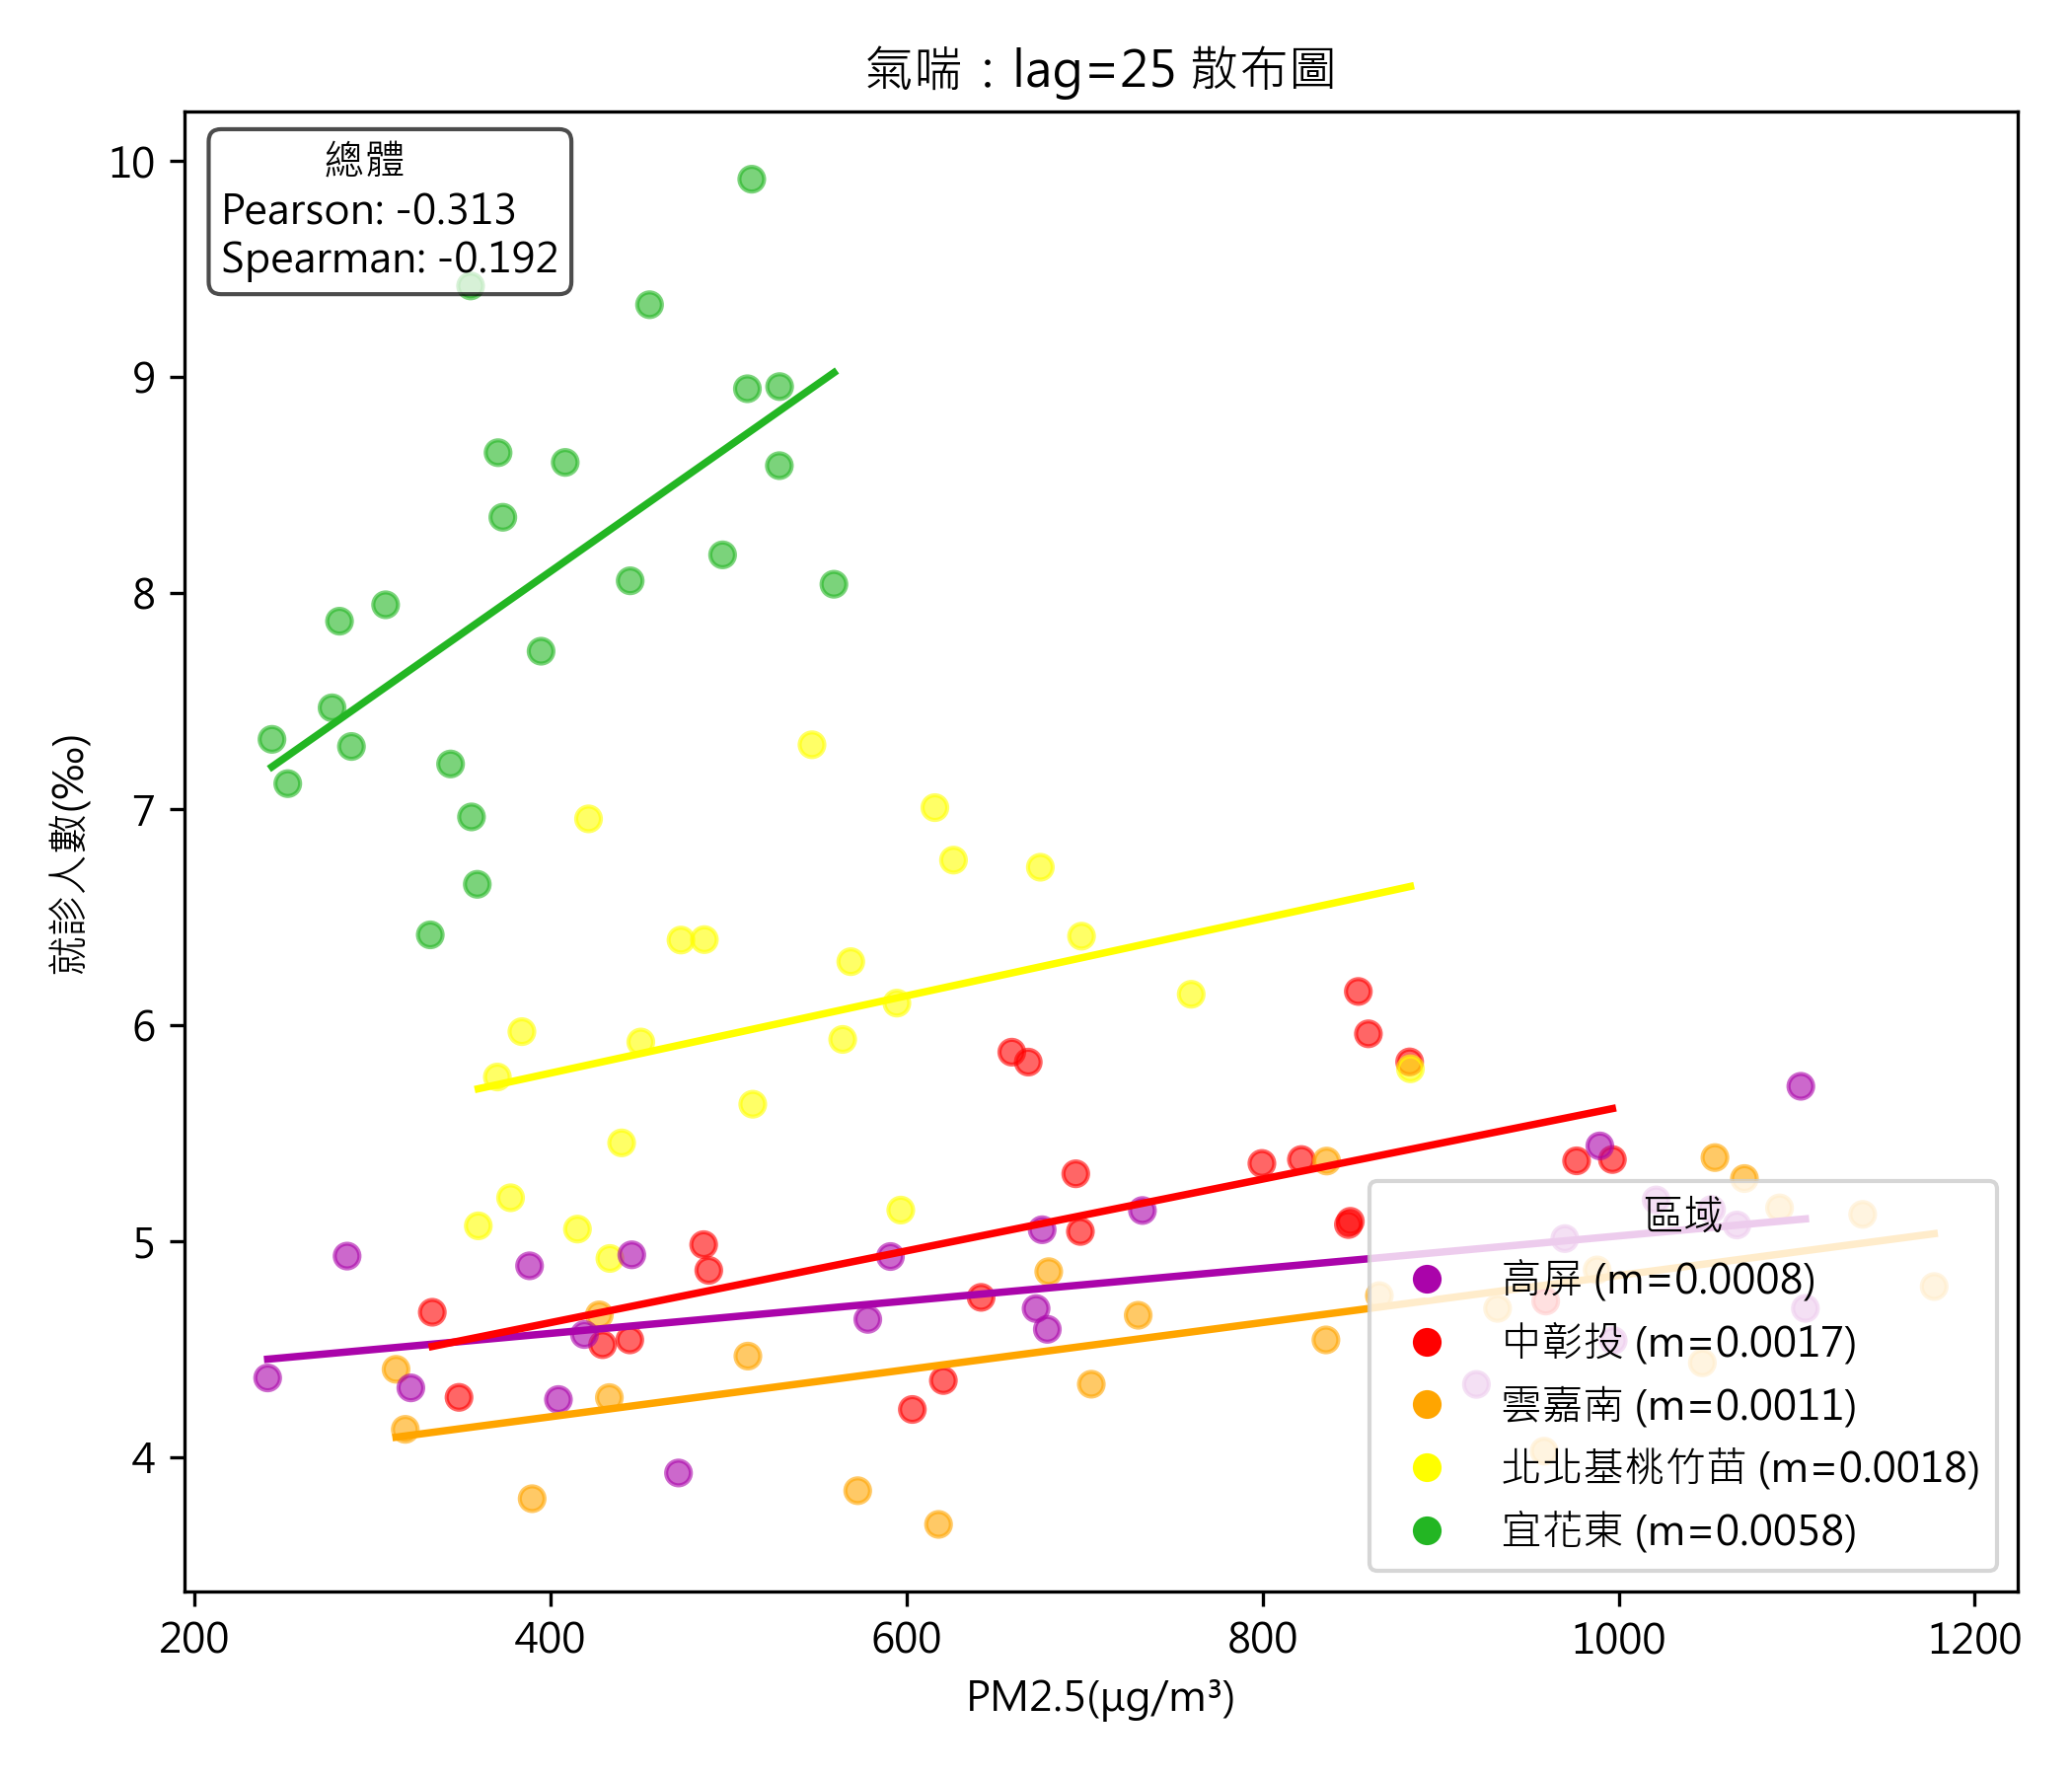 氣喘：lag=25 散布圖
總體
Pearson: -0.313
Spearman: -0.192
10
9
8
7
6
5
4
就診人數(‱)
區域
高屏 (m=0.0008)
中彰投 (m=0.0017)
雲嘉南 (m=0.0011)
北北基桃竹苗 (m=0.0018)
宜花東 (m=0.0058)
200 400 600 800 1000 1200
PM2.5(μg/m³)